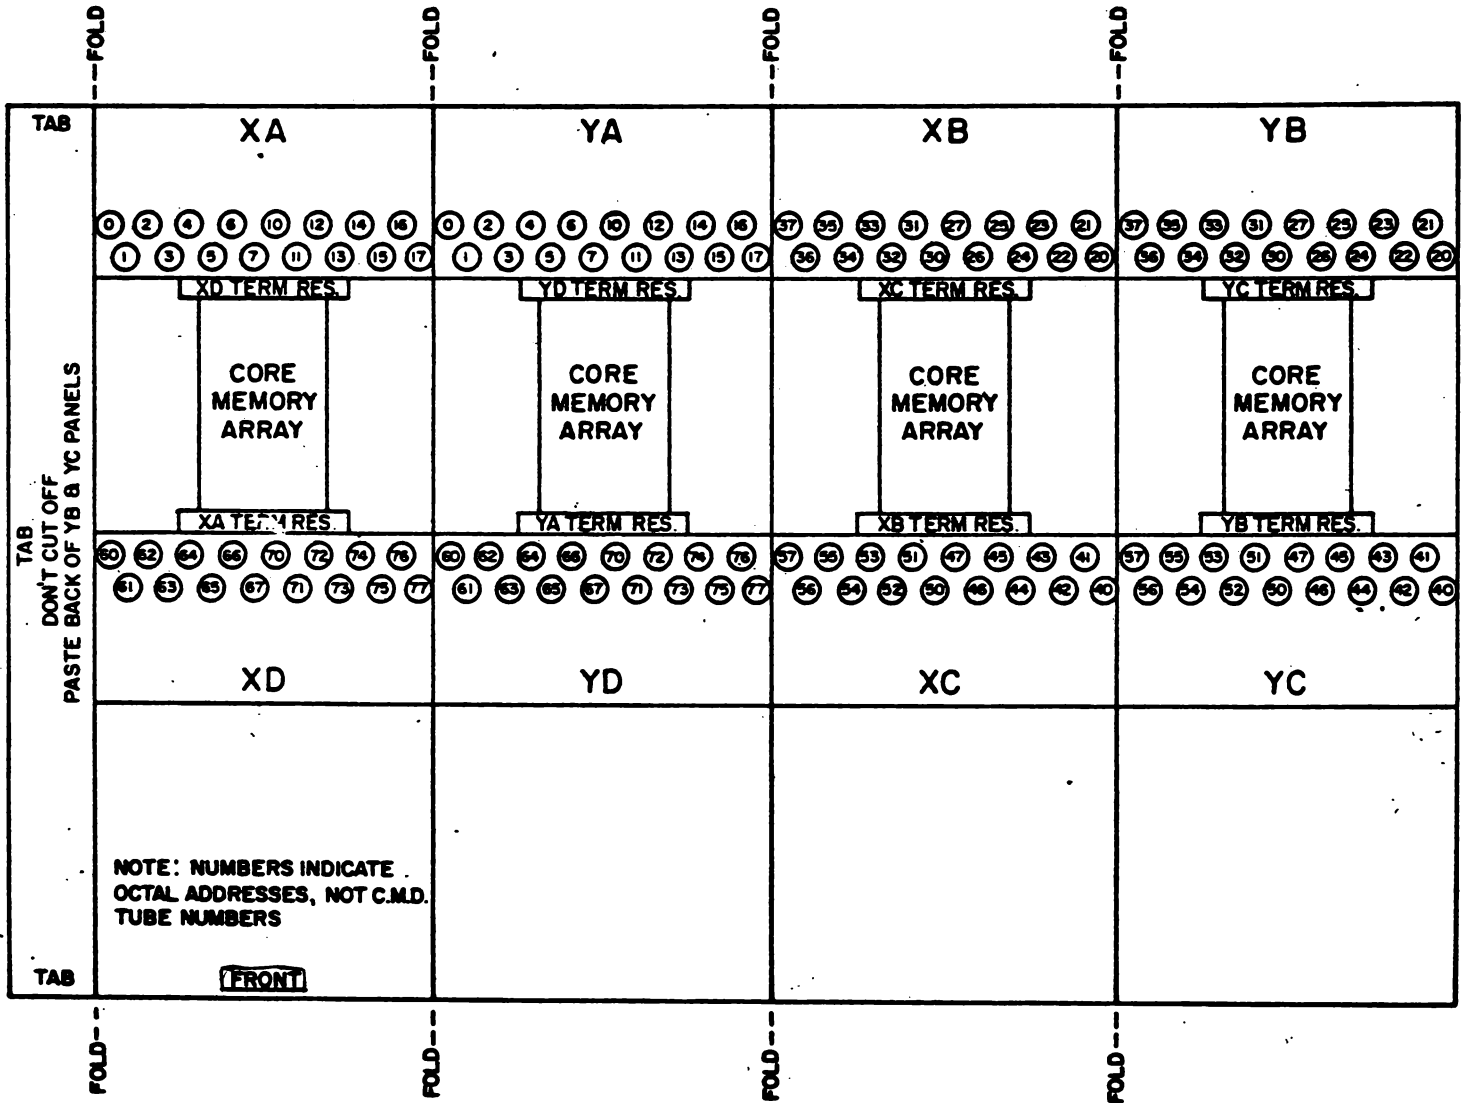 FOLD FOLD FOLD FOLD
TAB XA YA XB YB
0 2 4 6 10 12 14 16 0 2 4 6 10 12 14 16 37 35 33 31 27 25 23 21 37 35 33 31 27 25 23 21
1 3 5 7 11 13 15 17 1 3 5 7 11 13 15 17 36 34 32 30 26 24 22 20 36 34 32 30 26 24 22 20
XD TERM RES. YD TERM RES. XC TERM RES. YC TERM RES.
CORE CORE CORE CORE
MEMORY MEMORY MEMORY MEMORY
ARRAY ARRAY ARRAY ARRAY
TAB
DON'T CUT OFF
PASTE BACK OF YB & YC PANELS
XA TERM RES. YA TERM RES. XB TERM RES. YB TERM RES.
60 62 64 66 70 72 74 76 60 62 64 66 70 72 74 76 57 55 53 51 47 45 43 41 57 55 53 51 47 45 43 41
61 63 65 67 71 73 75 77 61 63 65 67 71 73 75 77 56 54 52 50 46 44 42 40 56 54 52 50 46 44 42 40
XD YD XC YC
NOTE: NUMBERS INDICATE
OCTAL ADDRESSES, NOT C.M.D.
TUBE NUMBERS
TAB FRONT
FOLD FOLD FOLD FOLD